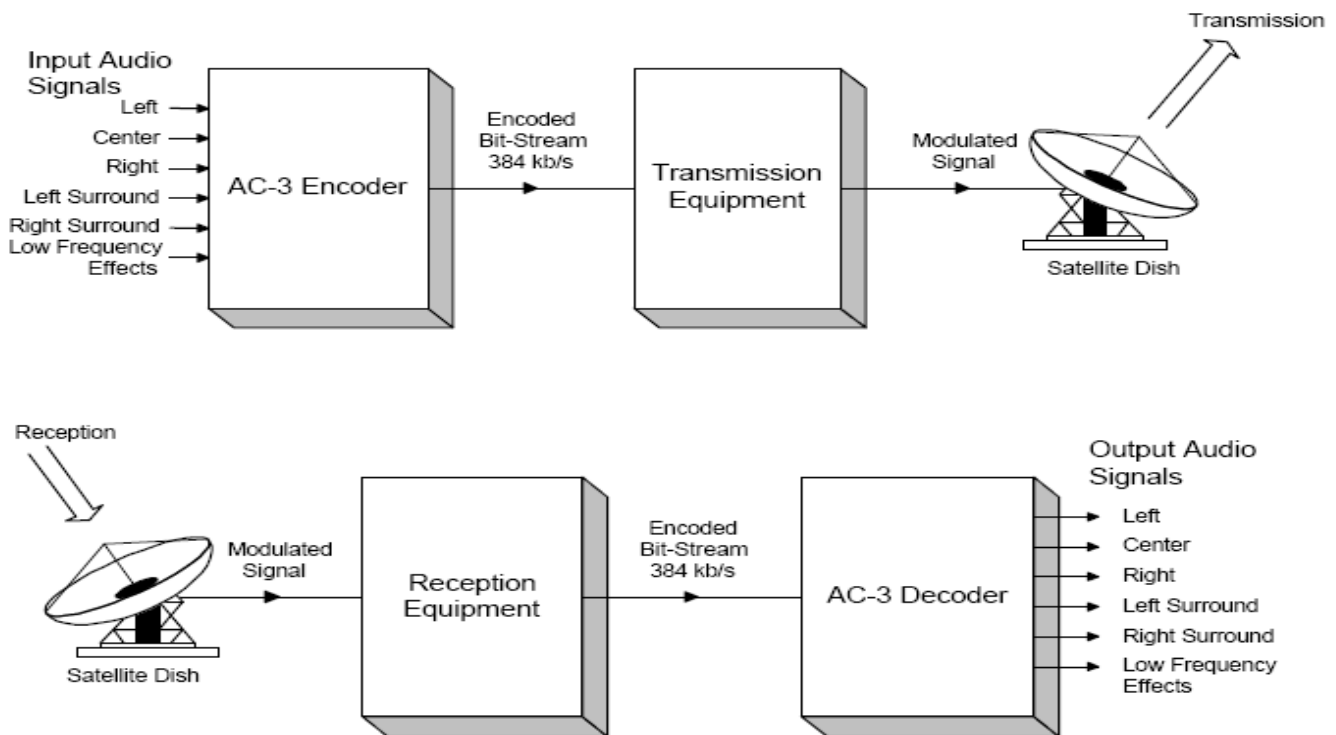 Transmission
Input Audio
Signals
Left
Center
Right
Left Surround
Right Surround
Low Frequency
Effects
AC-3 Encoder
Encoded
Bit-Stream
384 kb/s
Transmission
Equipment
Modulated
Signal
Satellite Dish
Reception
Satellite Dish
Modulated
Signal
Reception
Equipment
Encoded
Bit-Stream
384 kb/s
AC-3 Decoder
Output Audio
Signals
Left
Center
Right
Left Surround
Right Surround
Low Frequency
Effects